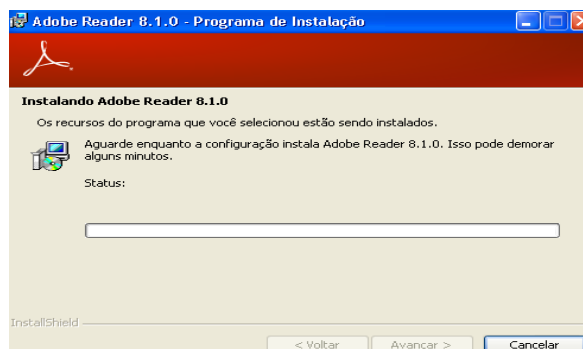 Adobe Reader 8.1.0 - Programa de Instalação
Instalando Adobe Reader 8.1.0
Os recursos do programa que você selecionou estão sendo instalados.
Aguarde enquanto a configuração instala Adobe Reader 8.1.0. Isso pode demorar
alguns minutos.
Status:
InstallShield
< Voltar Avançar > Cancelar